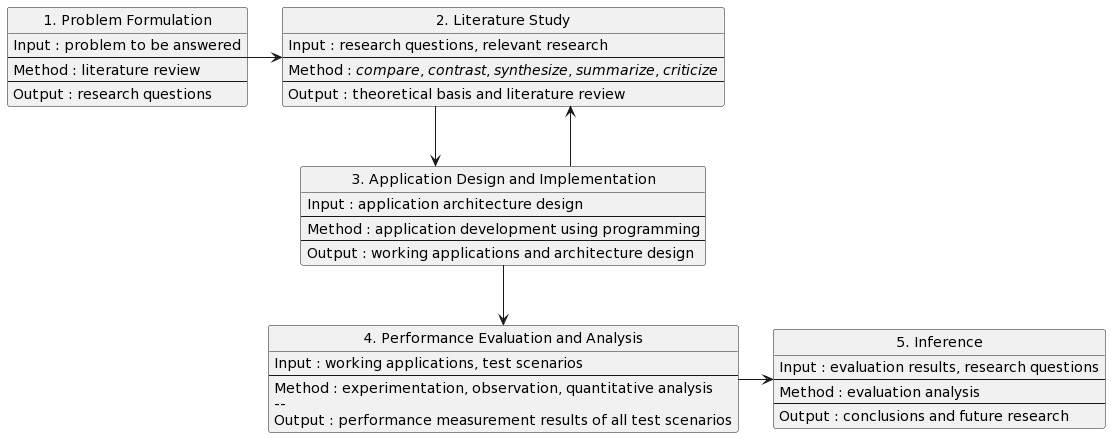 1. Problem Formulation
Input : problem to be answered
Method : literature review
Output : research questions
2. Literature Study
Input : research questions, relevant research
Method : compare, contrast, synthesize, summarize, criticize
Output : theoretical basis and literature review
3. Application Design and Implementation
Input : application architecture design
Method : application development using programming
Output : working applications and architecture design
4. Performance Evaluation and Analysis
Input : working applications, test scenarios
Method : experimentation, observation, quantitative analysis
--
Output : performance measurement results of all test scenarios
5. Inference
Input : evaluation results, research questions
Method : evaluation analysis
Output : conclusions and future research